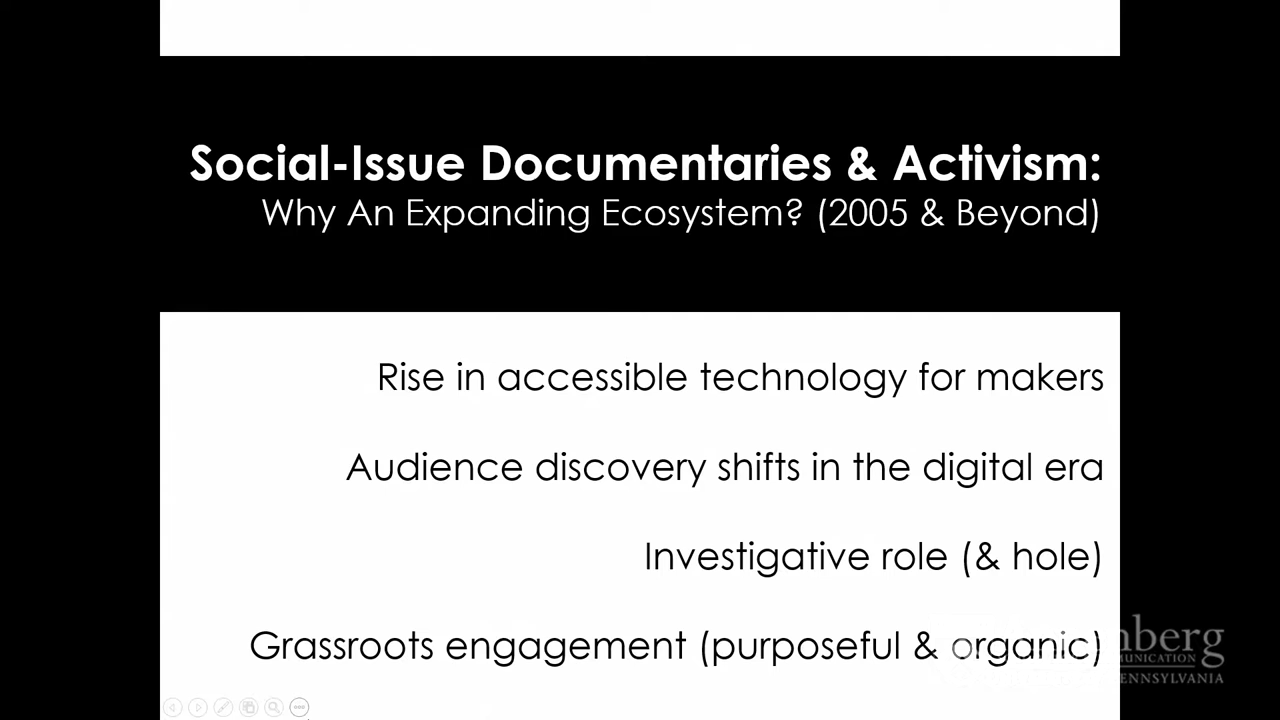 Social-Issue Documentaries & Activism:
Why An Expanding Ecosystem? (2005 & Beyond)
Rise in accessible technology for makers
Audience discovery shifts in the digital era
Investigative role (& hole)
Grassroots engagement (purposeful & organic)
PENNSYLVANIA